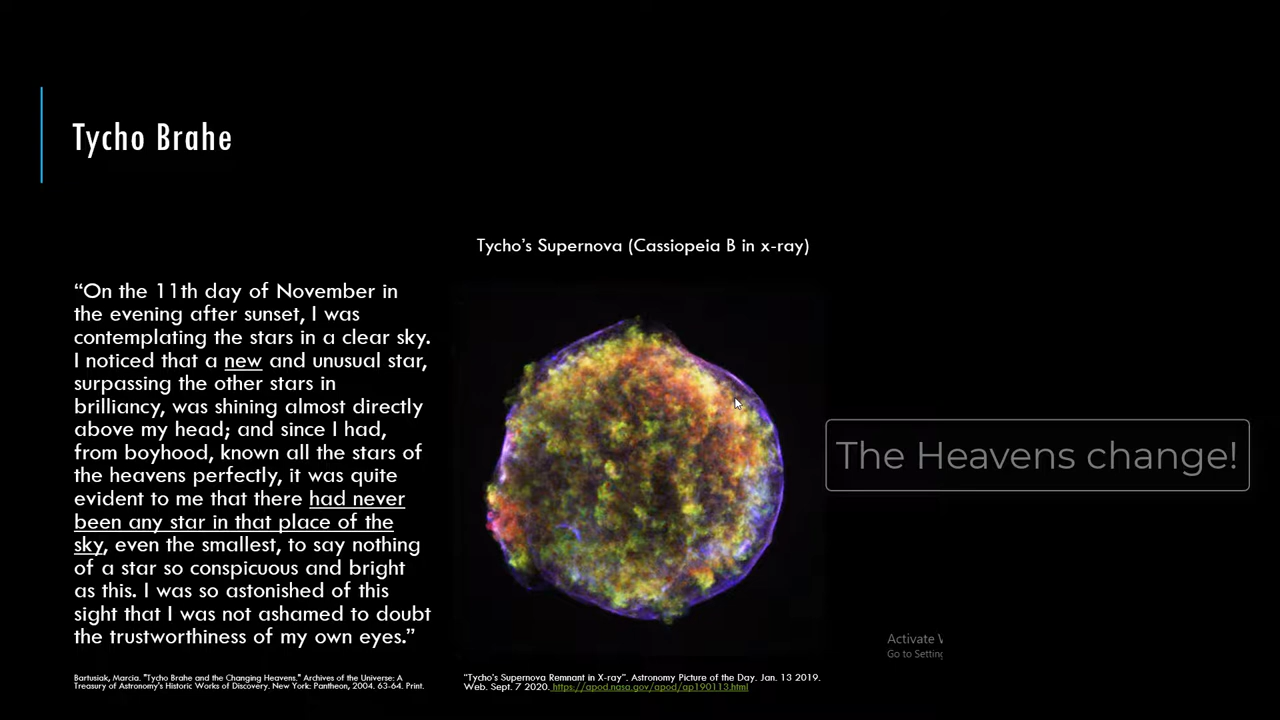 Tycho Brahe
Tycho’s Supernova (Cassiopeia B in x-ray)
“On the 11th day of November in
the evening after sunset, I was
contemplating the stars in a clear sky.
I noticed that a new and unusual star,
surpassing the other stars in
brilliancy, was shining almost directly
above my head; and since I had,
from boyhood, known all the stars of
the heavens perfectly, it was quite
evident to me that there had never
been any star in that place of the
sky, even the smallest, to say nothing
of a star so conspicuous and bright
as this. I was so astonished of this
sight that I was not ashamed to doubt
the trustworthiness of my own eyes.”
The Heavens change!
Activate
Go to Setting
Bartusiak, Marcia. "Tycho Brahe and the Changing Heavens." Archives of the Universe: A
Treasury of Astronomy's Historic Works of Discovery. New York: Pantheon, 2004. 63-64. Print.
"Tycho's Supernova Remnant in X-ray". Astronomy Picture of the Day. Jan. 13 2019.
Web. Sept. 7 2020. https://apod.nasa.gov/apod/ap190113.html